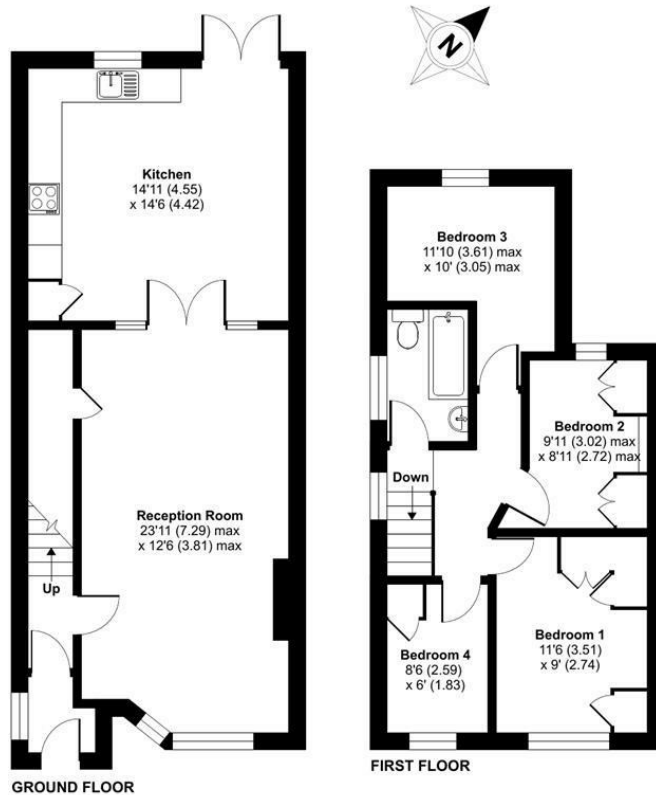 N
Kitchen
14'11 (4.55)
x 14'6 (4.42)
Reception Room
23'11 (7.29) max
x 12'6 (3.81) max
Up
GROUND FLOOR
Bedroom 3
11'10 (3.61) max
x 10' (3.05) max
Bedroom 2
9'11 (3.02) max
x 8'11 (2.72) max
Down
Bedroom 1
11'6 (3.51)
x 9' (2.74)
Bedroom 4
8'6 (2.59)
x 6' (1.83)
FIRST FLOOR